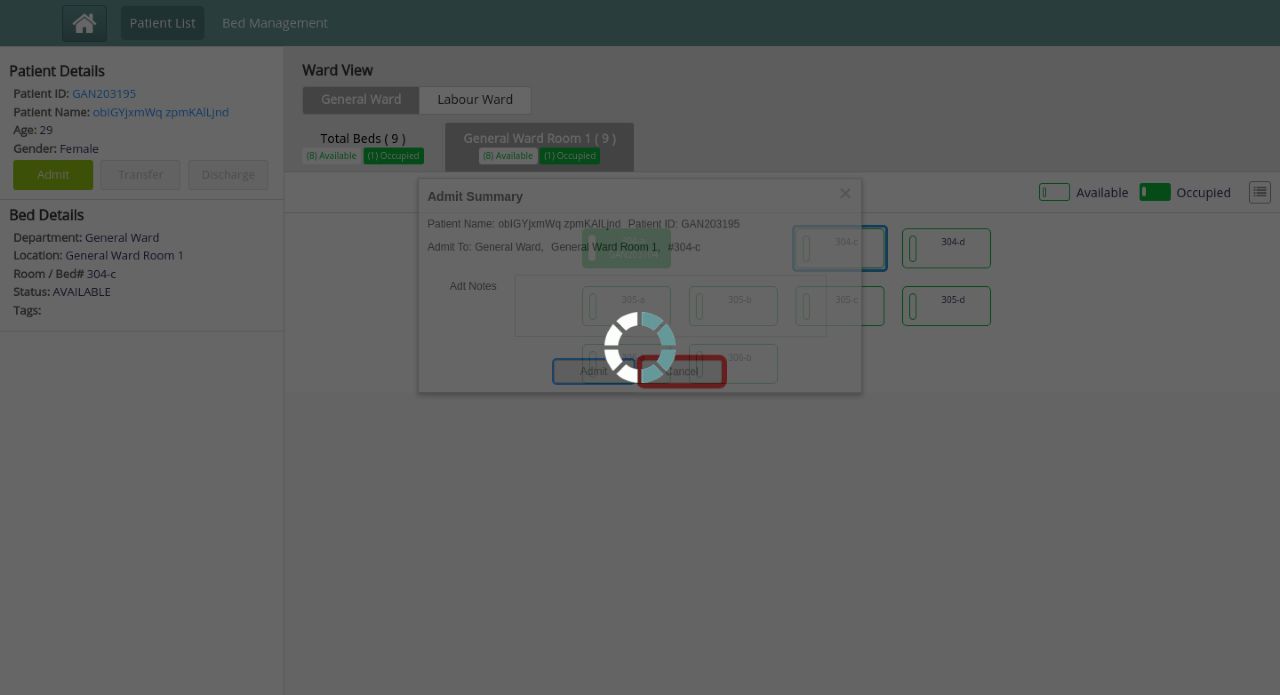 Patient List
Bed Management
Patient Details
Patient ID: GAN203195
Patient Name: obIGYjxmWq zpmKAlLjnd
Age: 29
Gender: Female
Admit
Transfer
Discharge
Bed Details
Department: General Ward
Location: General Ward Room 1
Room / Bed# 304-c
Status: AVAILABLE
Tags:
Ward View
General Ward
Labour Ward
Total Beds ( 9 )
(8) Available (1) Occupied
General Ward Room 1 ( 9 )
(8) Available (1) Occupied
Available
Occupied
Admit Summary
Patient Name: obIGYjxmWq zpmKAlLjnd Patient ID: GAN203195
Admit To: General Ward, General Ward Room 1, #304-c
Adt Notes
Admit
Cancel
304-c
304-d
305-a
305-b
305-c
305-d
306-b